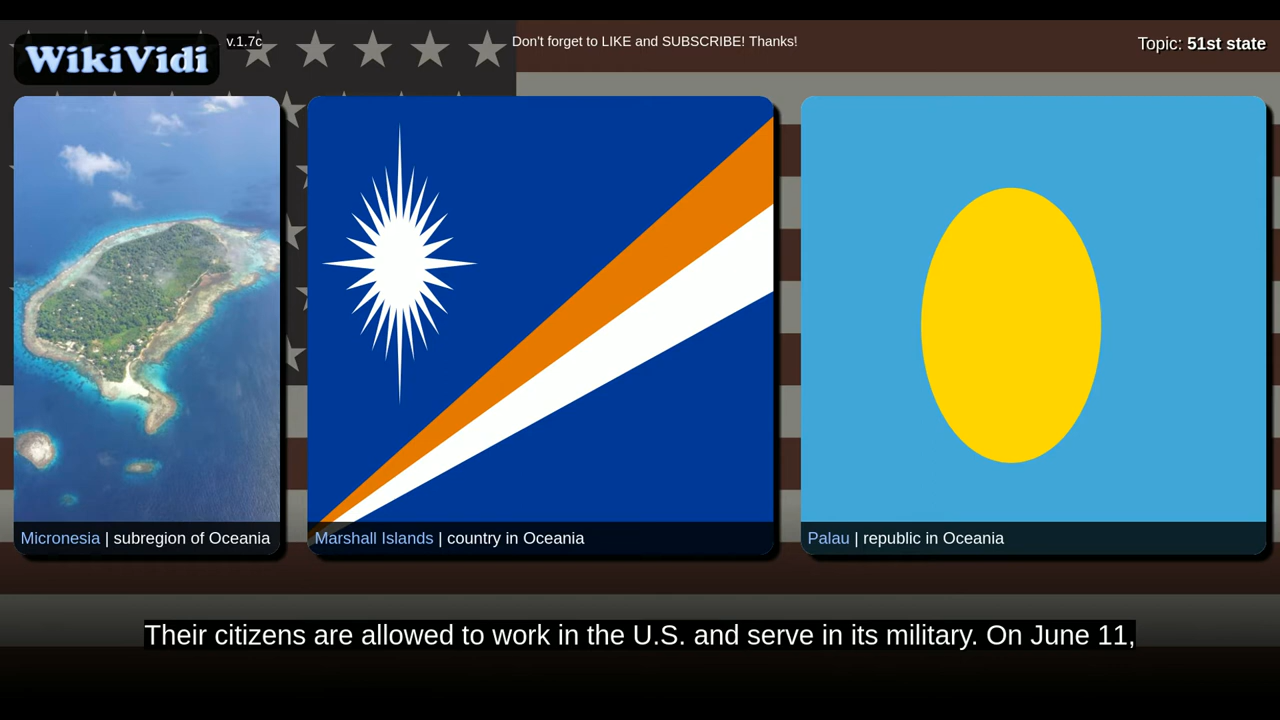 WikiVidi
v.1.7c
Don't forget to LIKE and SUBSCRIBE! Thanks!
Topic: 51st state
Micronesia | subregion of Oceania
Marshall Islands | country in Oceania
Palau | republic in Oceania
Their citizens are allowed to work in the U.S. and serve in its military. On June 11,